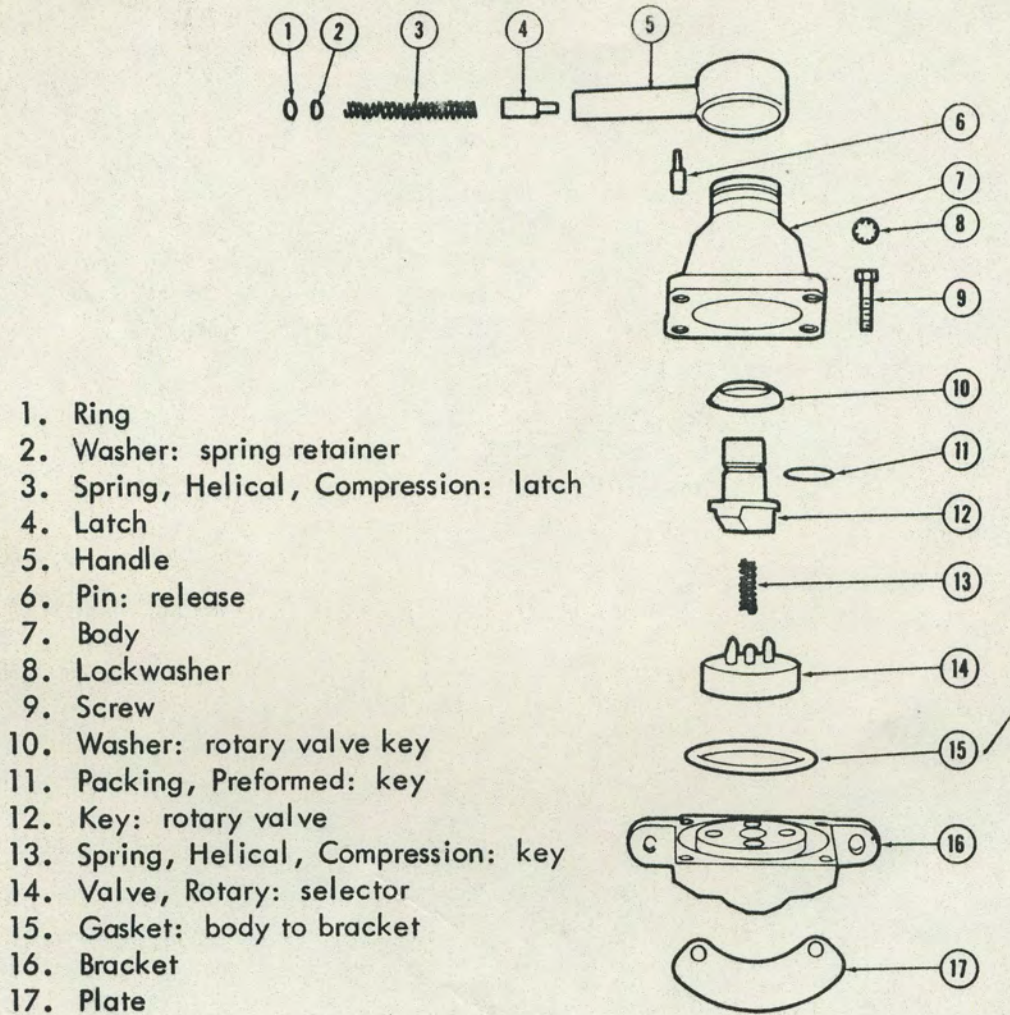 1 2 3 4 5
6
7
8
9
10
11
12
13
14
15
16
17
1. Ring
2. Washer: spring retainer
3. Spring, Helical, Compression: latch
4. Latch
5. Handle
6. Pin: release
7. Body
8. Lockwasher
9. Screw
10. Washer: rotary valve key
11. Packing, Preformed: key
12. Key: rotary valve
13. Spring, Helical, Compression: key
14. Valve, Rotary: selector
15. Gasket: body to bracket
16. Bracket
17. Plate